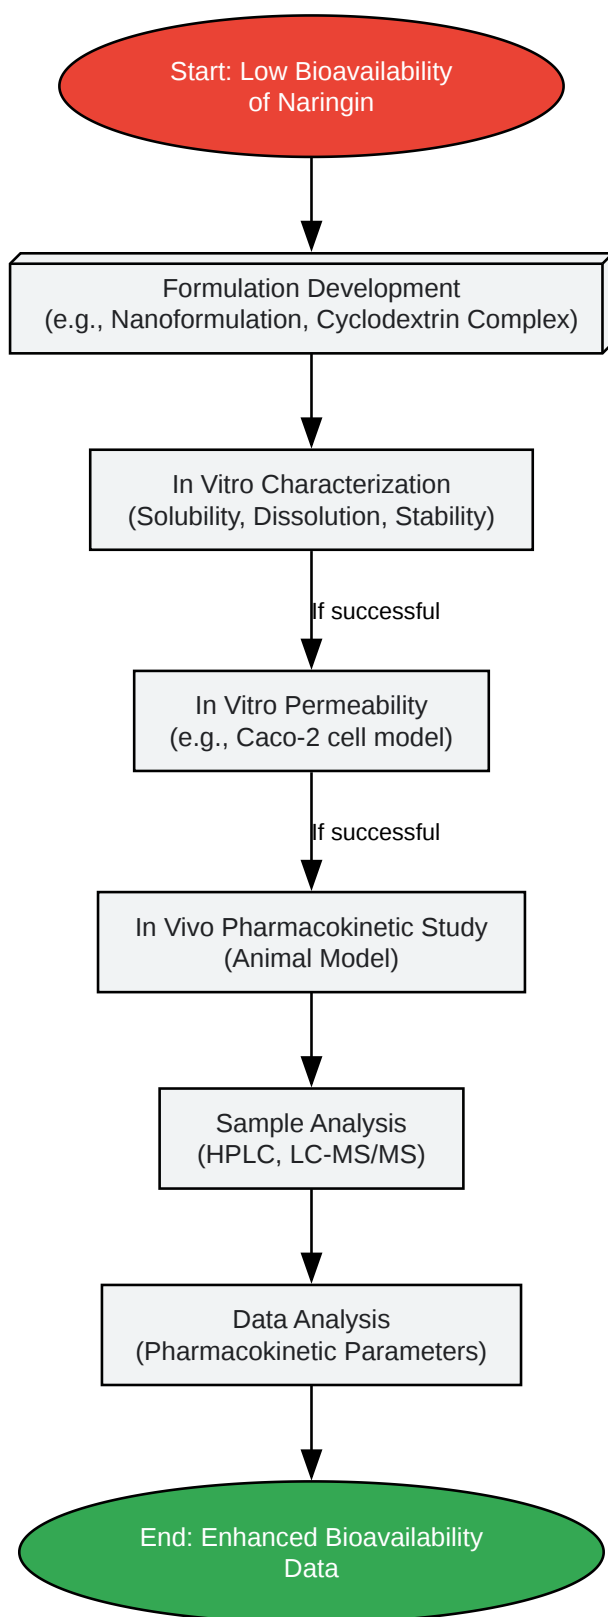 Start: Low Bioavailability
of Naringin
Formulation Development
(e.g., Nanoformulation, Cyclodextrin Complex)
In Vitro Characterization
(Solubility, Dissolution, Stability)
If successful
In Vitro Permeability
(e.g., Caco-2 cell model)
If successful
In Vivo Pharmacokinetic Study
(Animal Model)
Sample Analysis
(HPLC, LC-MS/MS)
Data Analysis
(Pharmacokinetic Parameters)
End: Enhanced Bioavailability
Data